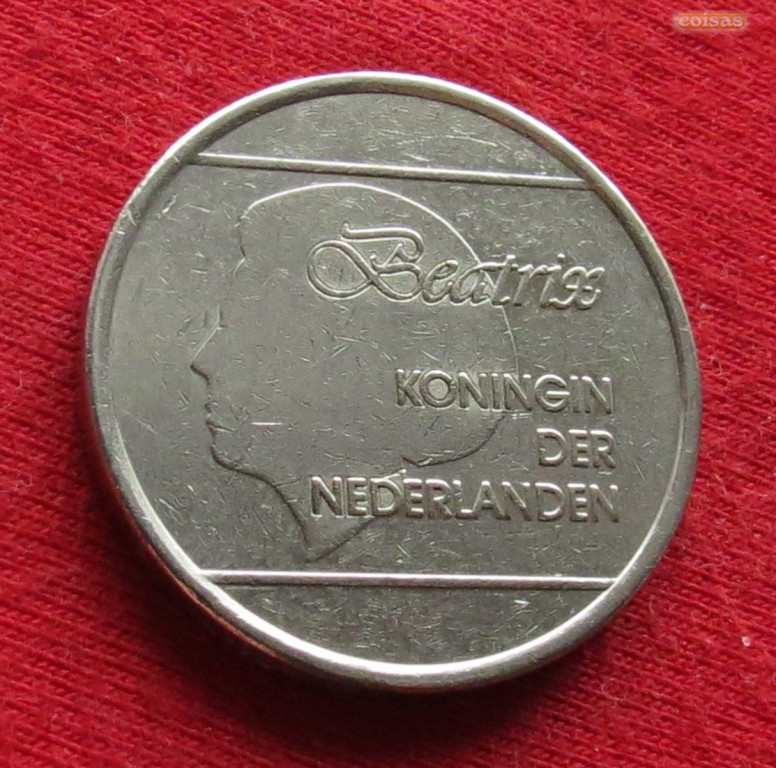 coisas
Beatrix
KONINGIN
DER
NEDERLANDEN